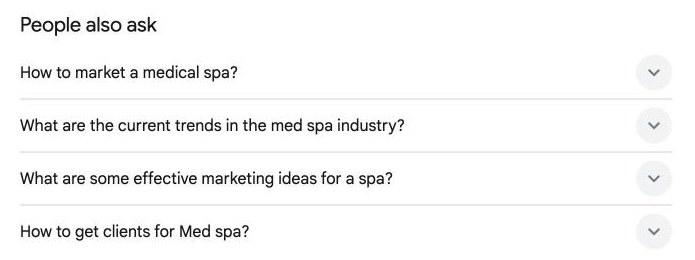 People also ask
How to market a medical spa?
What are the current trends in the med spa industry?
What are some effective marketing ideas for a spa?
How to get clients for Med spa?